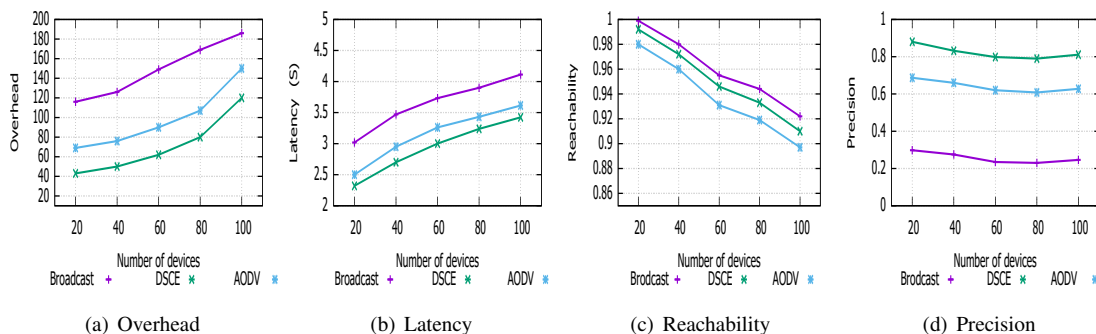 200
180
160
140
120
100
80
60
40
20
Overhead
20 40 60 80 100
Number of devices
Broadcast DSCE AODV
(a) Overhead
5
4.5
4
3.5
3
2.5
2
Latency (S)
20 40 60 80 100
Number of devices
Broadcast DSCE AODV
(b) Latency
0.98
0.96
0.94
0.92
0.9
0.88
0.86
Reachability
20 40 60 80 100
Number of devices
Brodcast DSCE AODV
(c) Reachability
1
0.8
0.6
0.4
0.2
0
Precision
20 40 60 80 100
Number of devices
Broadcast DSCE AODV
(d) Precision